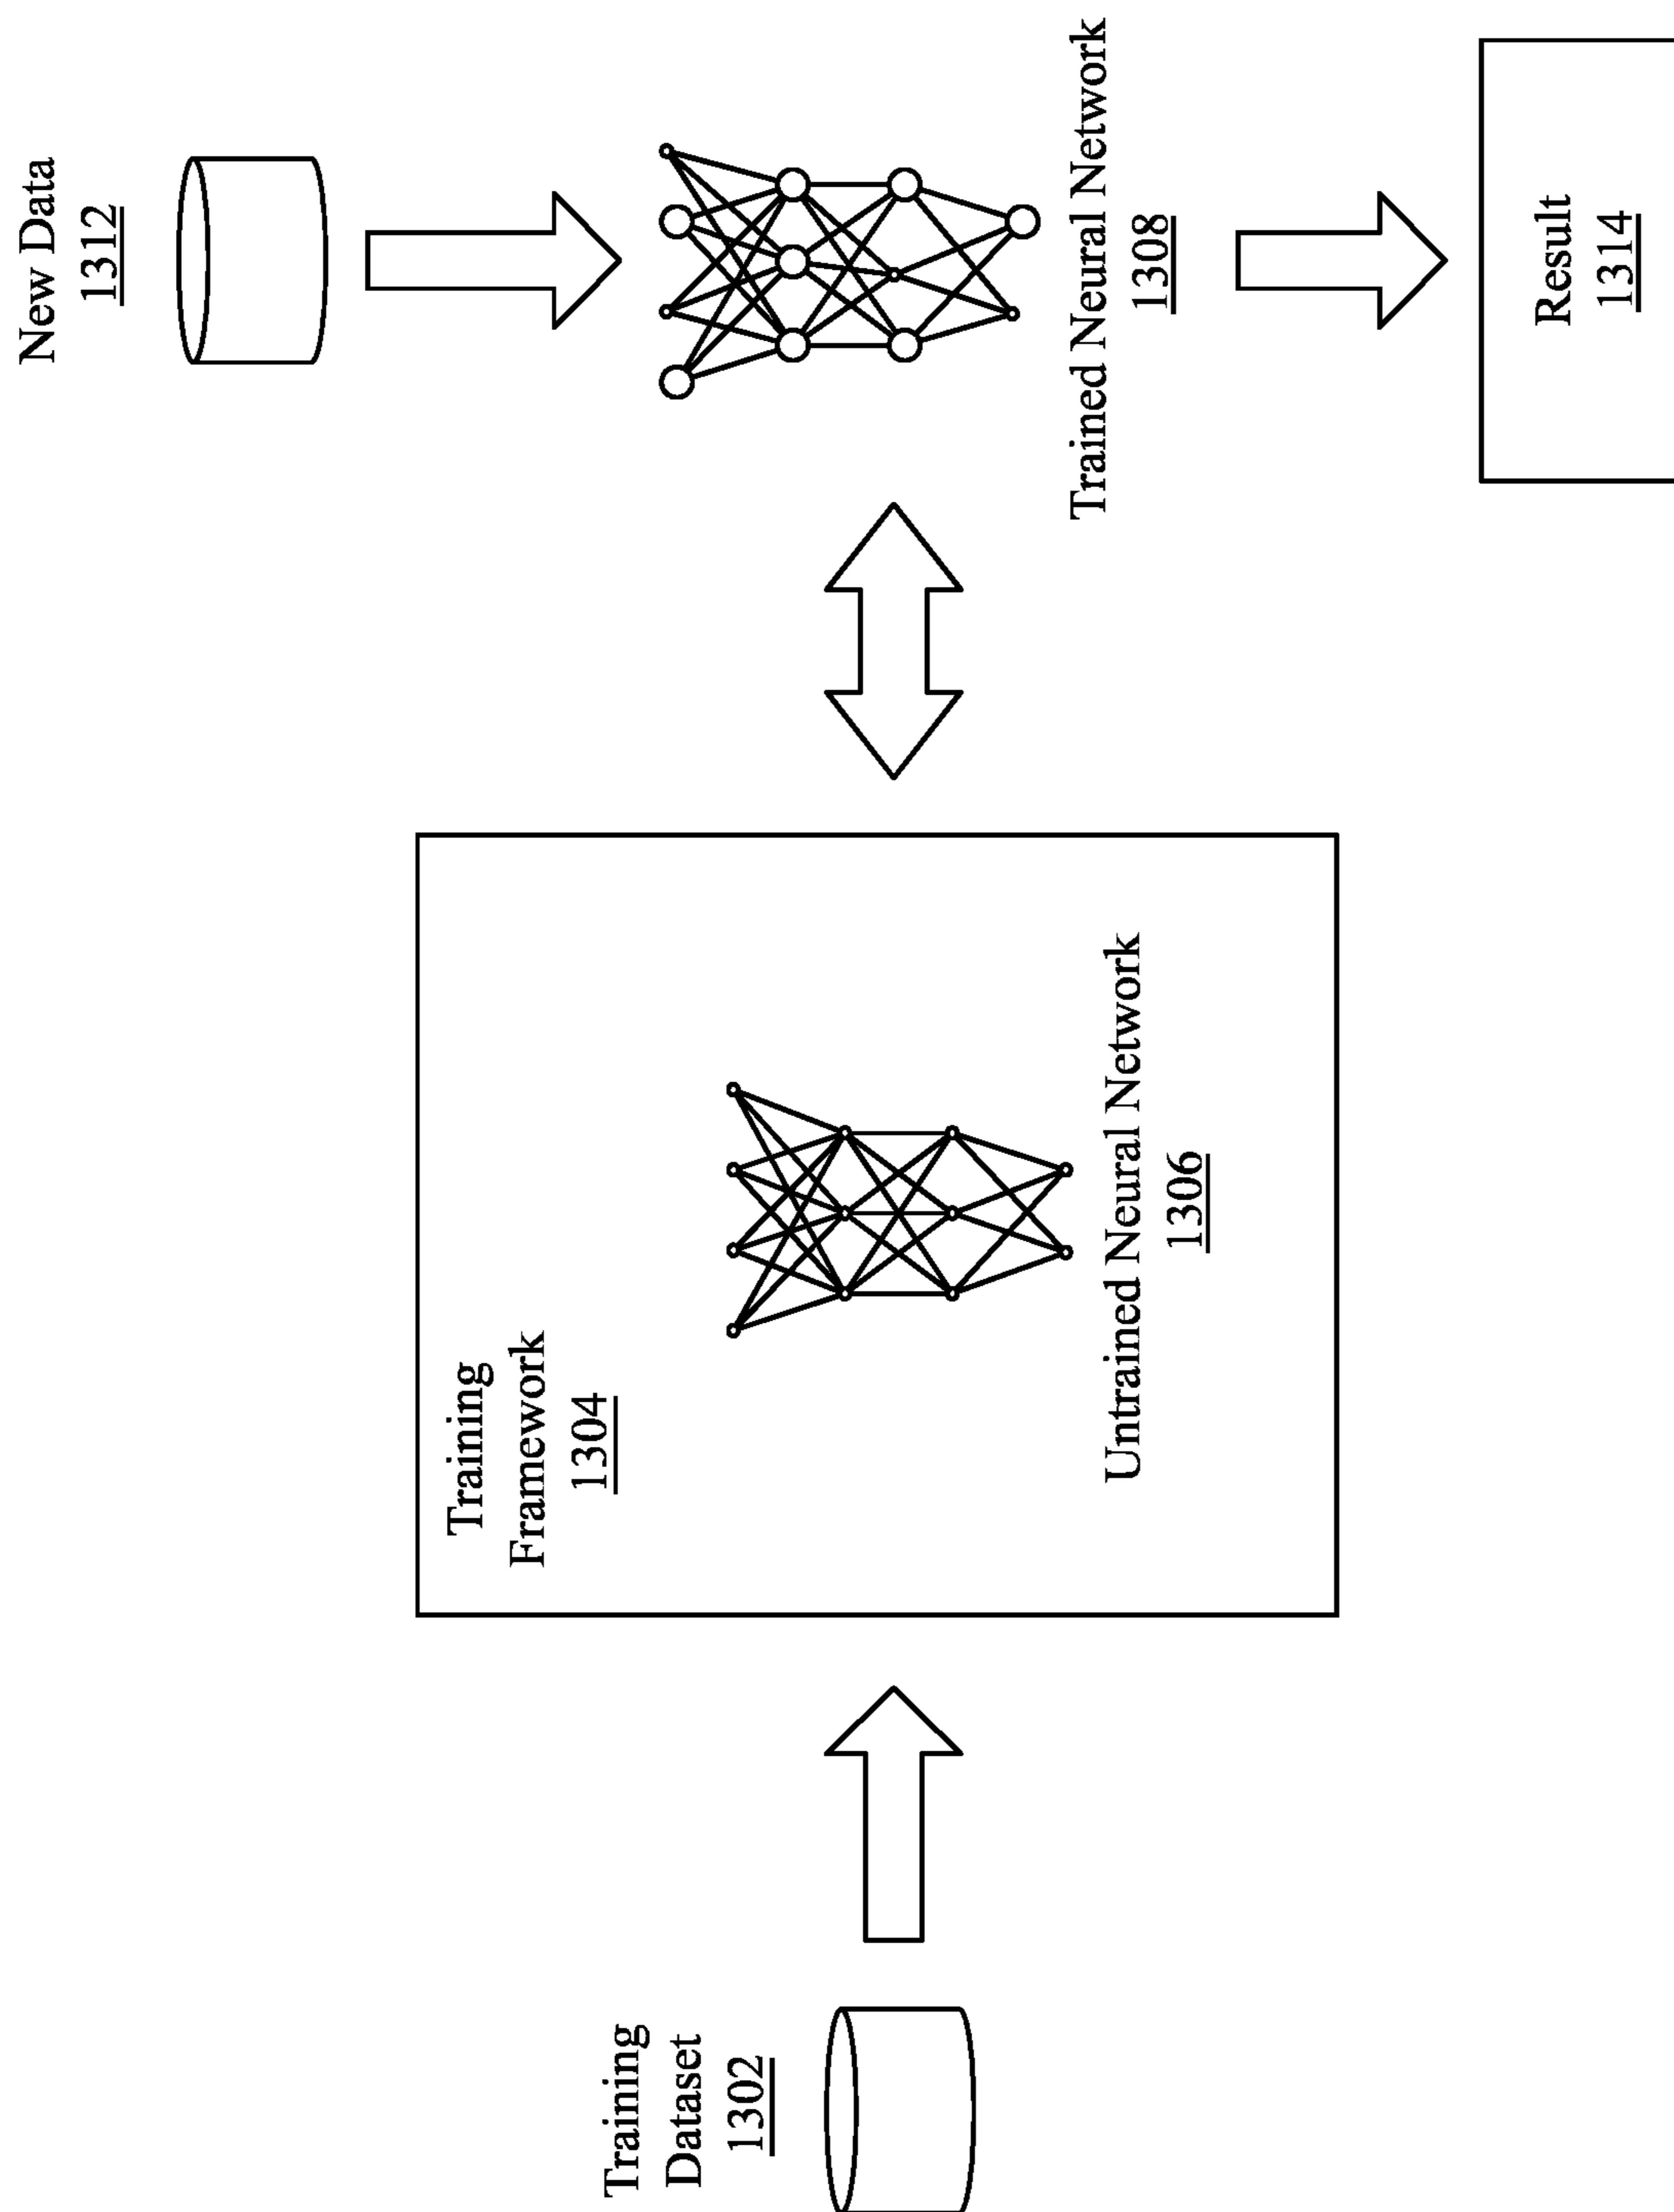 Training
Dataset
1302
Training
Framework
1304
Untrained Neural Network
1306
New Data
1312
Trained Neural Network
1308
Result
1314